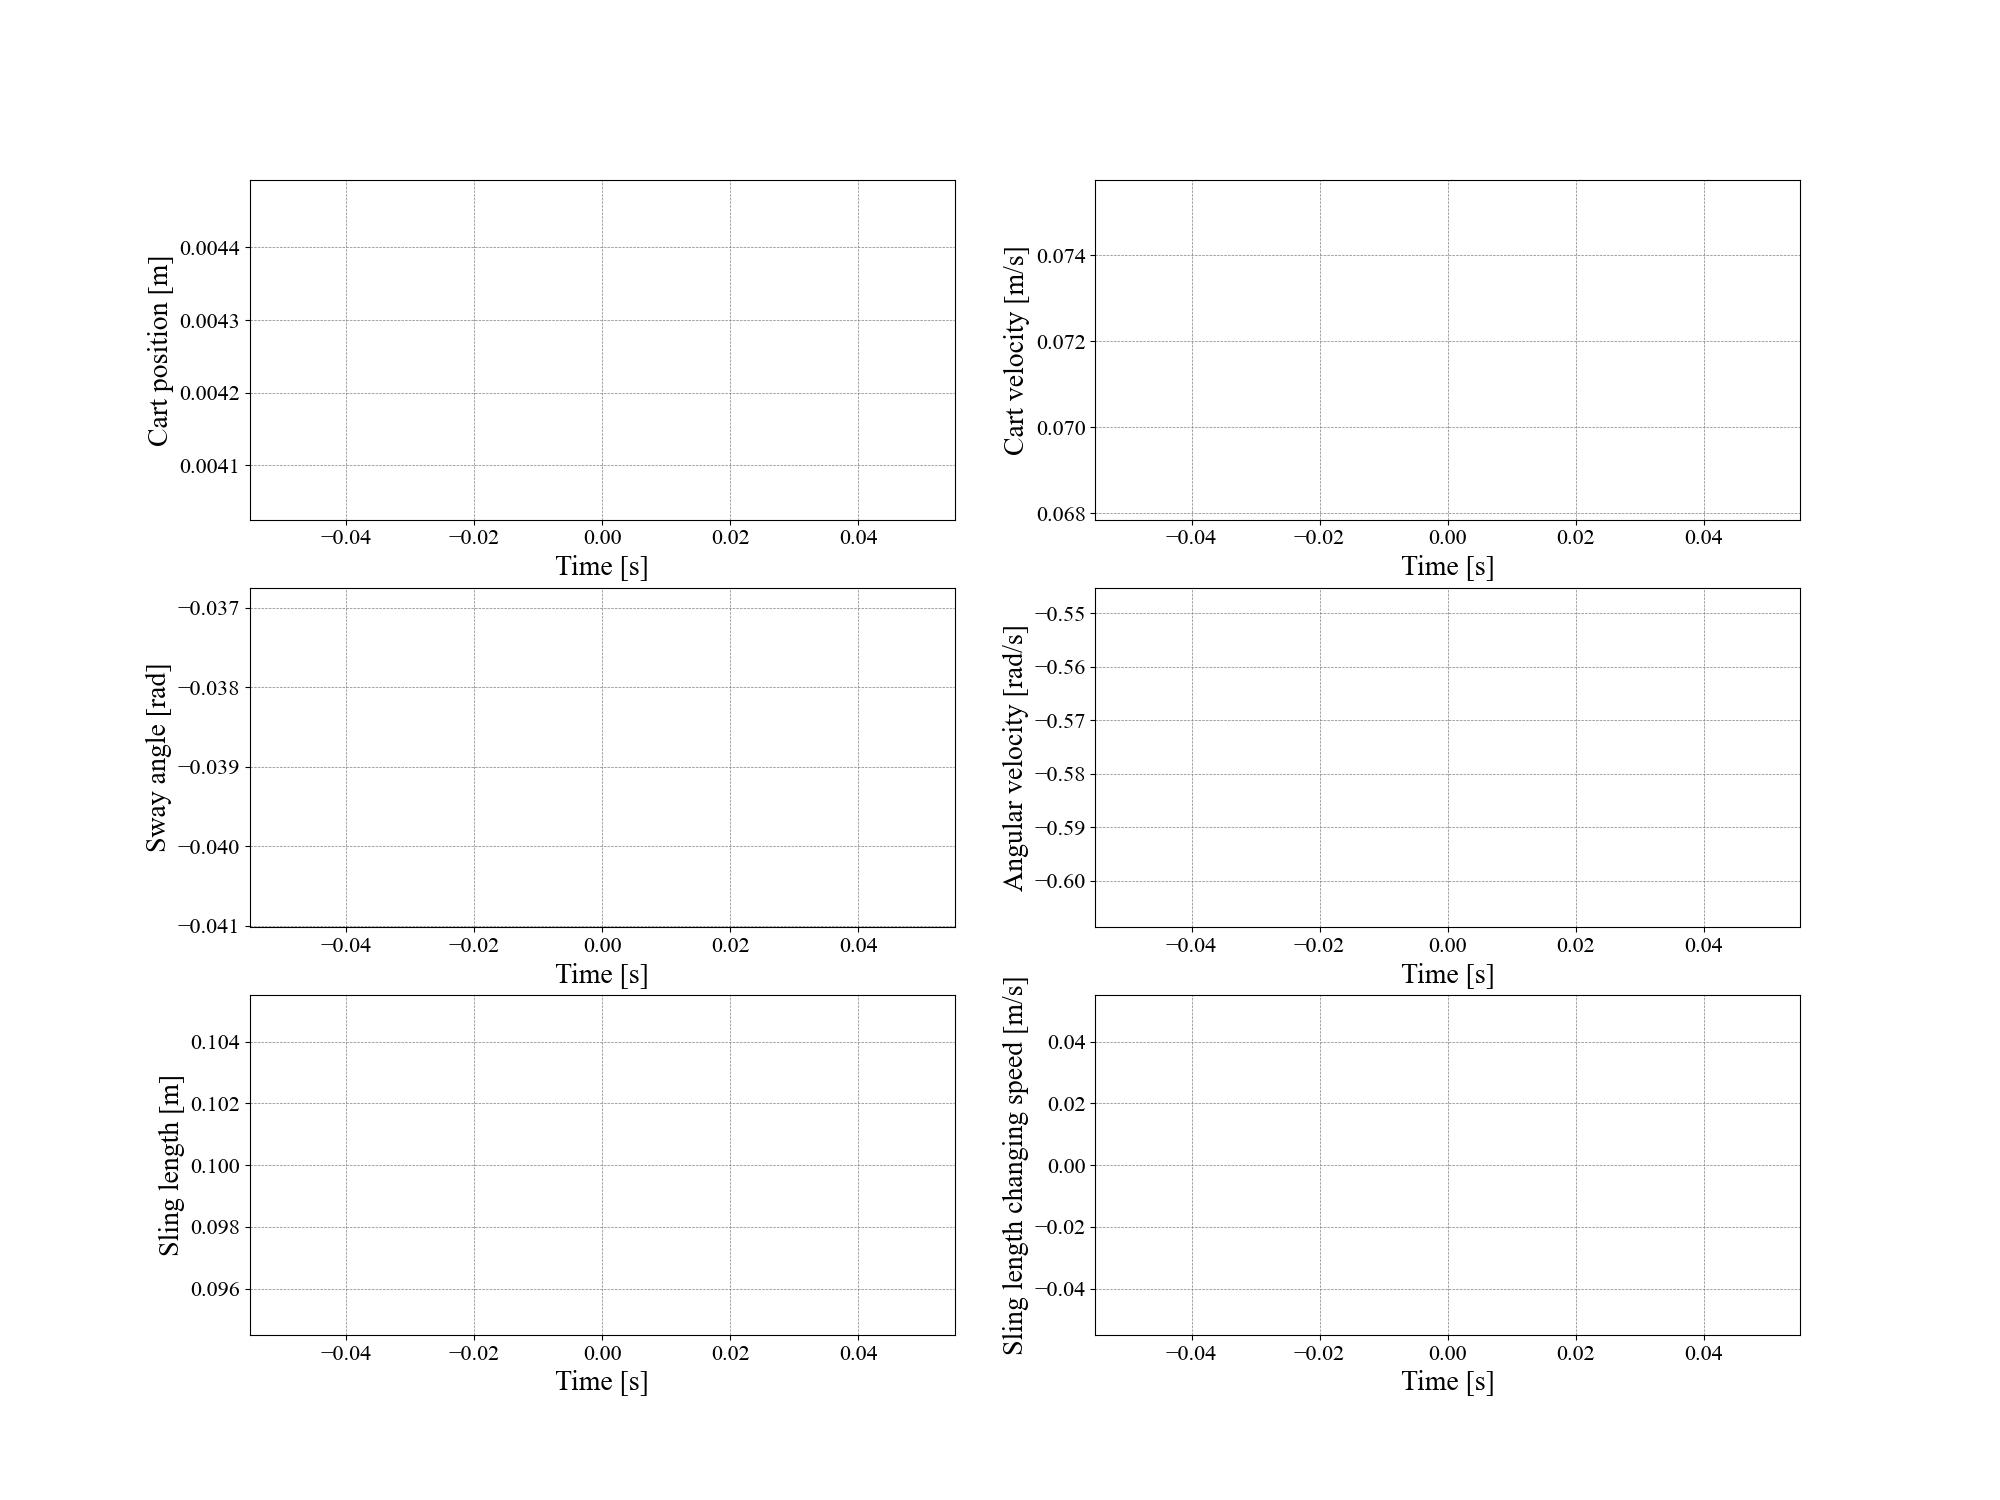 Cart position [m]
0.0044
0.0043
0.0042
0.0041
−0.04 −0.02 0.00 0.02 0.04
Time [s]
Cart velocity [m/s]
0.074
0.072
0.070
0.068
−0.04 −0.02 0.00 0.02 0.04
Time [s]
Sway angle [rad]
−0.037
−0.038
−0.039
−0.040
−0.041
−0.04 −0.02 0.00 0.02 0.04
Time [s]
Angular velocity [rad/s]
−0.55
−0.56
−0.57
−0.58
−0.59
−0.60
−0.04 −0.02 0.00 0.02 0.04
Time [s]
Sling length [m]
0.104
0.102
0.100
0.098
0.096
−0.04 −0.02 0.00 0.02 0.04
Time [s]
Sling length changing speed [m/s]
0.04
0.02
0.00
−0.02
−0.04
−0.04 −0.02 0.00 0.02 0.04
Time [s]